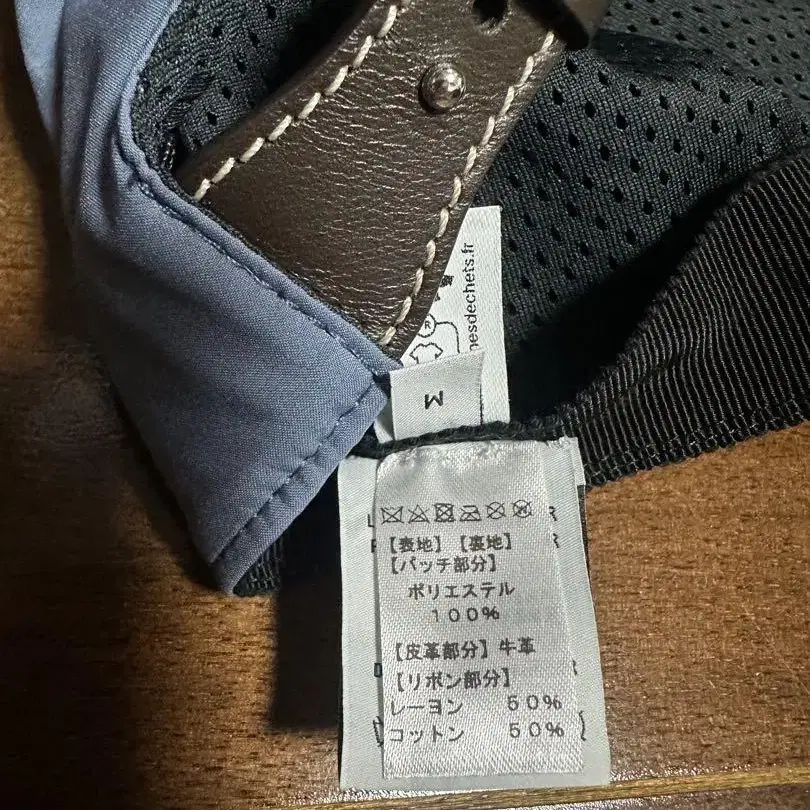 nesdechets.fr
M
【表地】【裏地】
【パッチ部分】
ポリエステル
100%
【皮革部分】牛革
【リボン部分】
レーヨン 50%
コットン 50%